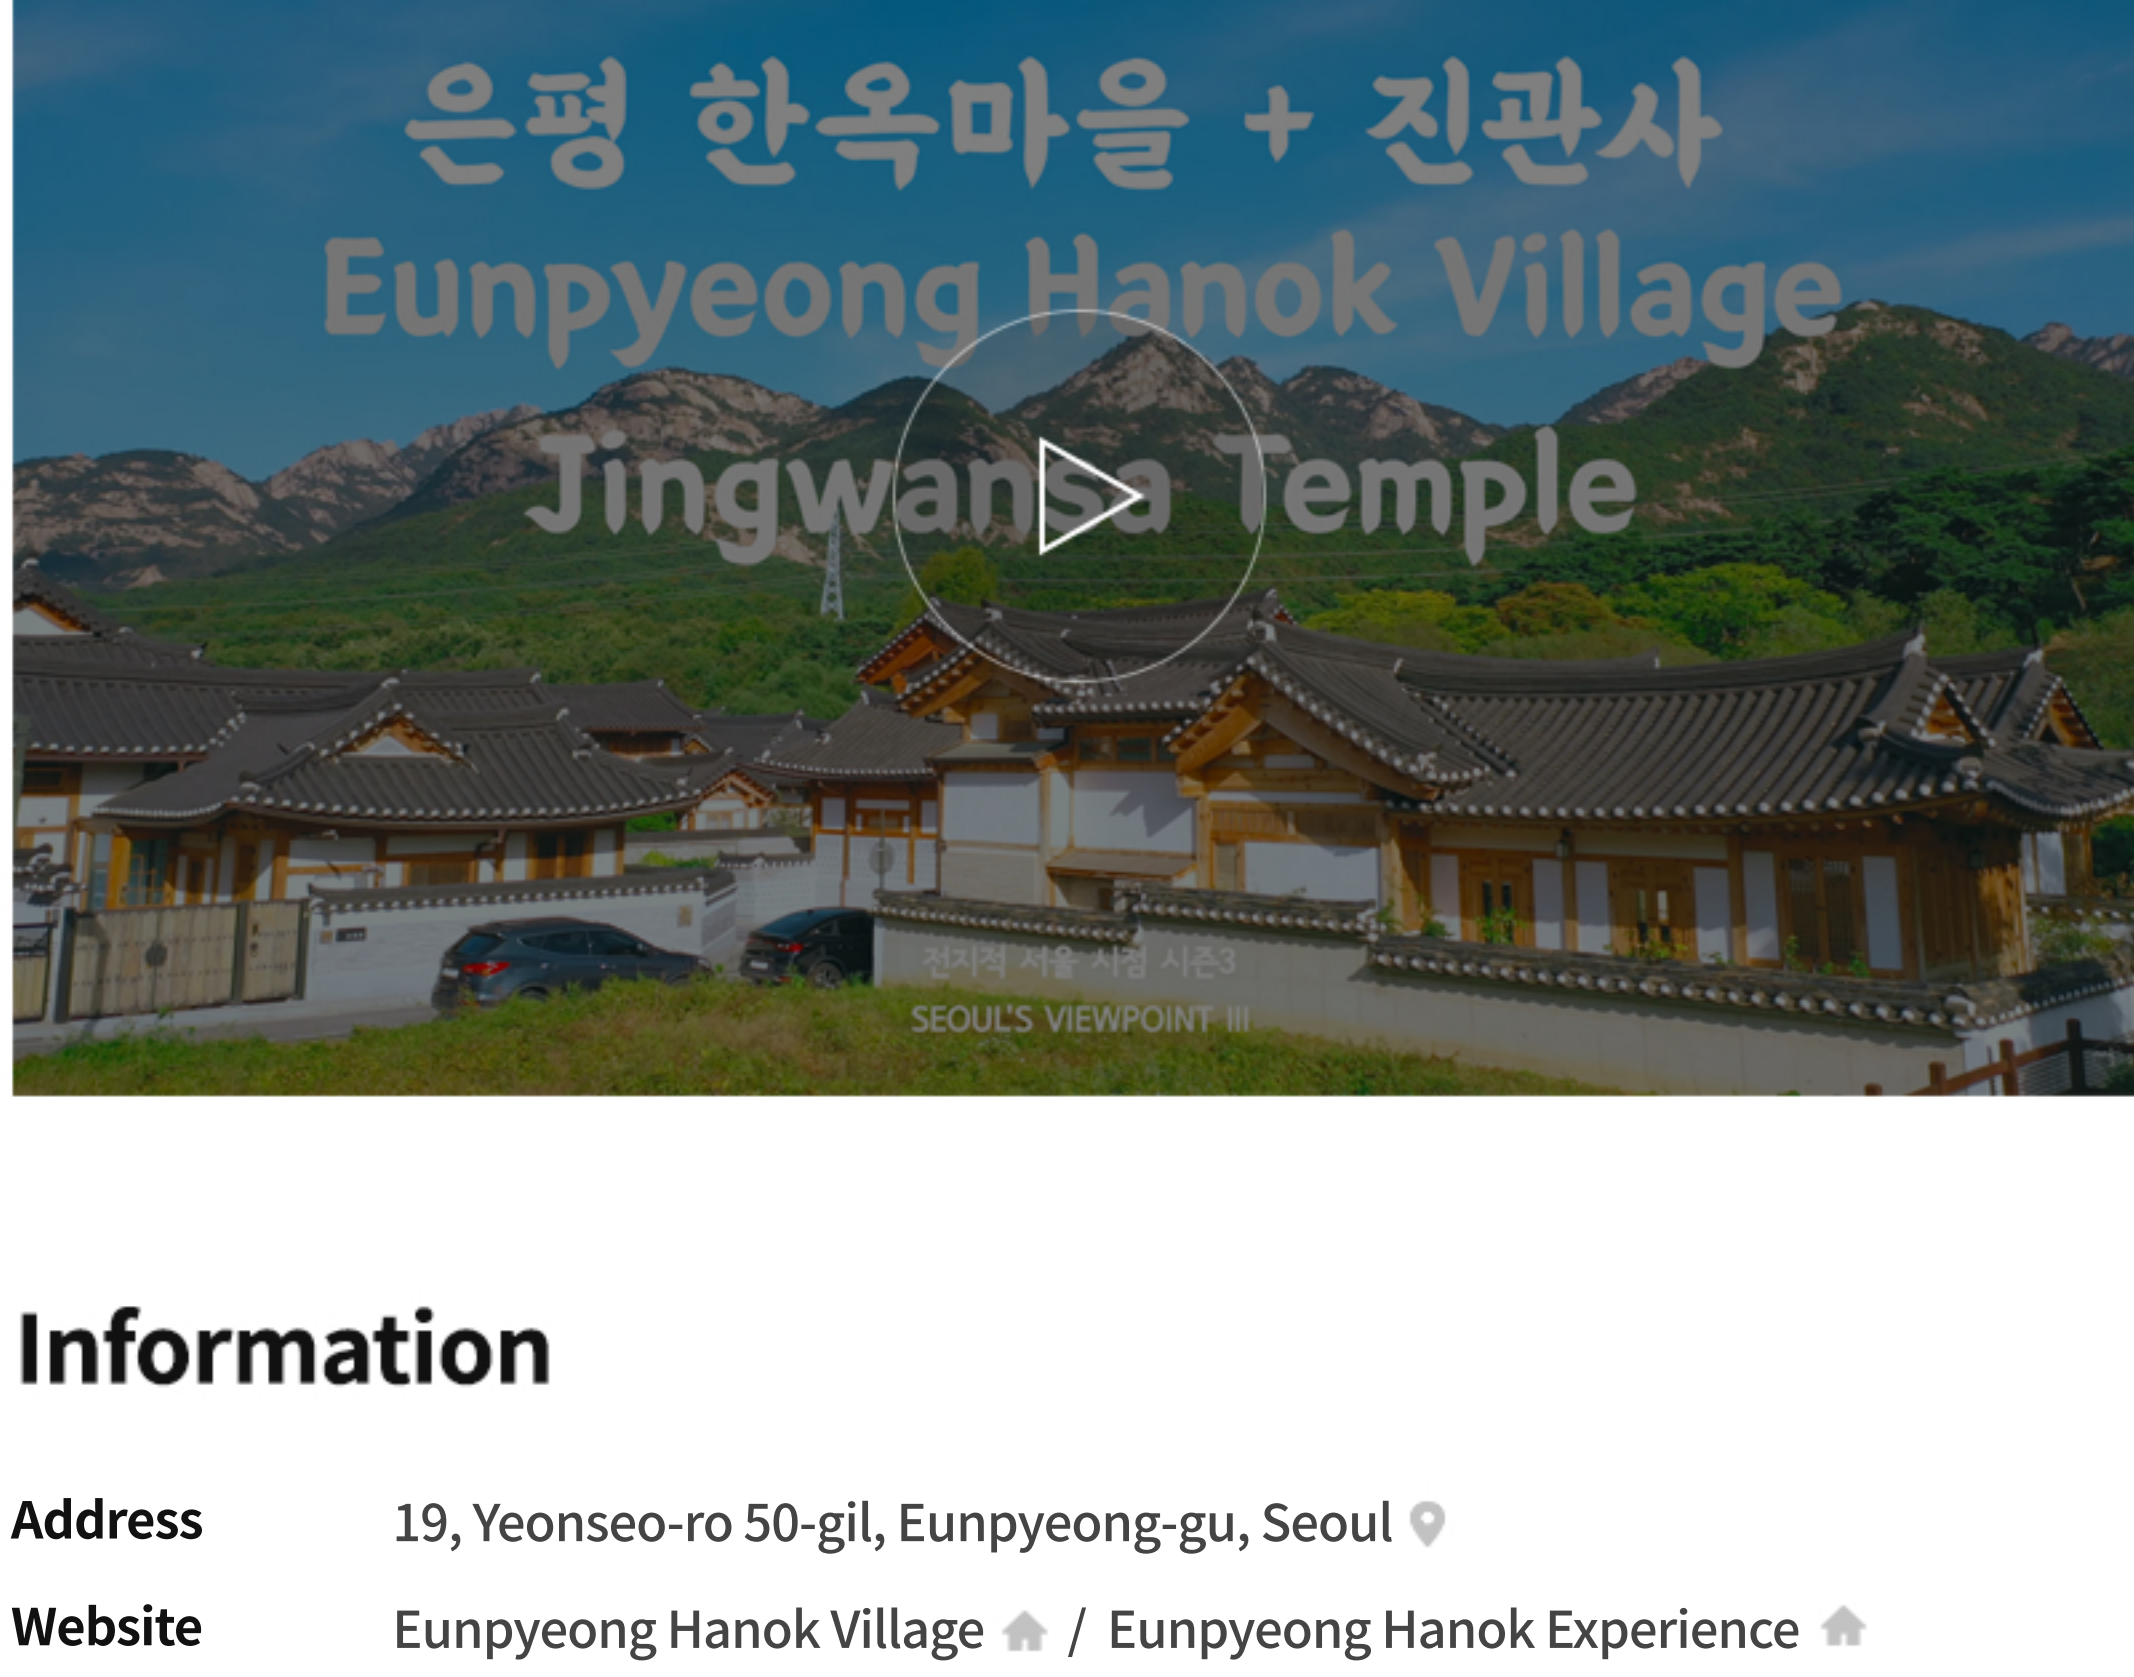 은평 한옥마을 + 진관사
Eunpyeong Hanok Village
Jingwansa Temple
전지적 서울 시점 시즌3
SEOUL'S VIEWPOINT III
Information
Address 19, Yeonseo-ro 50-gil, Eunpyeong-gu, Seoul
Website Eunpyeong Hanok Village / Eunpyeong Hanok Experience